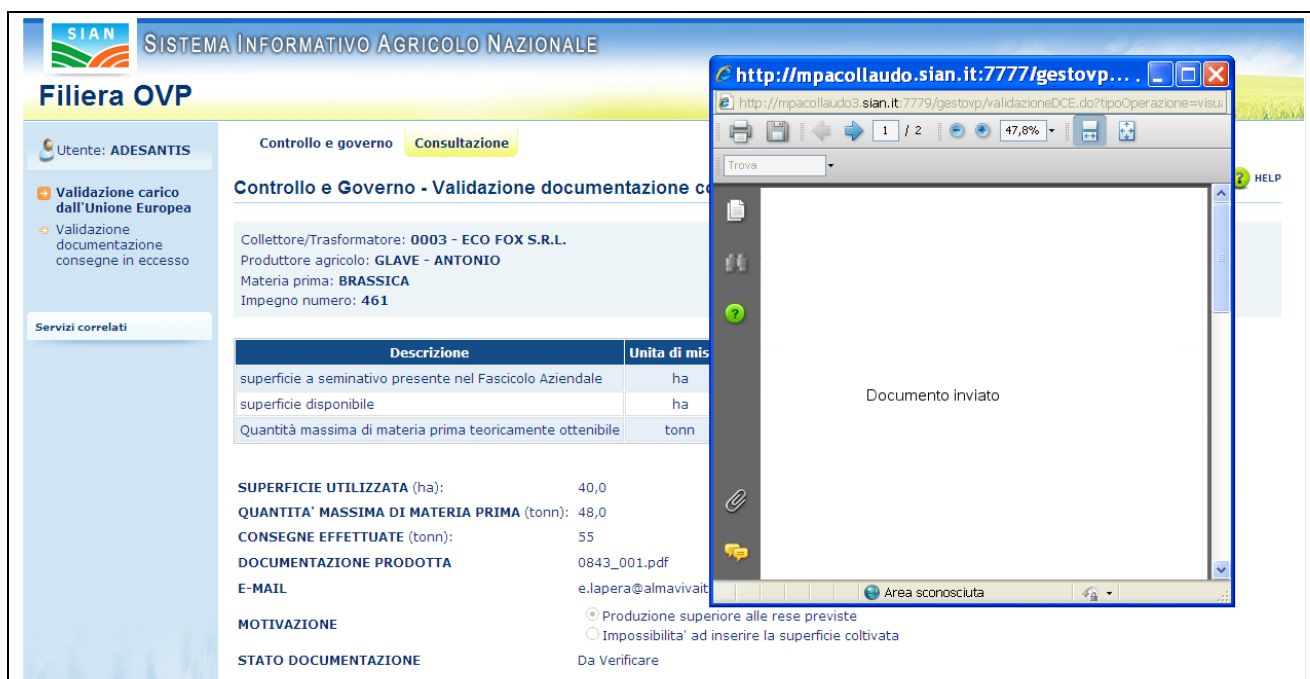 SIAN
SISTEMA INFORMATIVO AGRICOLO NAZIONALE
Filiera OVP
Utente: ADESANTIS
Validazione carico
dall'Unione Europea
Validazione
documentazione
consegne in eccesso
Servizi correlati
Controllo e governo Consultazione
Controllo e Governo - Validazione documentazione co
HELP
Collettore/Trasformatore: 0003 - ECO FOX S.R.L.
Produttore agricolo: GLAVE - ANTONIO
Materia prima: BRASSICA
Impegno numero: 461
Descrizione Unita di mis
superficie a seminativo presente nel Fascicolo Aziendale ha
superficie disponibile ha
Quantità massima di materia prima teoricamente ottenibile tonn
SUPERFICIE UTILIZZATA (ha): 40,0
QUANTITA' MASSIMA DI MATERIA PRIMA (tonn): 48,0
CONSEGNE EFFETTUATE (tonn): 55
DOCUMENTAZIONE PRODOTTA 0843_001.pdf
E-MAIL e.lapera@almavivait
MOTIVAZIONE
Produzione superiore alle rese previste
Impossibilita' ad inserire la superficie coltivata
STATO DOCUMENTAZIONE Da Verificare
http://mpacollaudo.sian.it:7777/gestovp... .
http://mpacollaudo3.sian.it:7779/gestovp/validazioneDCE.do?tipoOperazione=visu
1 / 2 47,8%
Trova
Documento inviato
Area sconosciuta